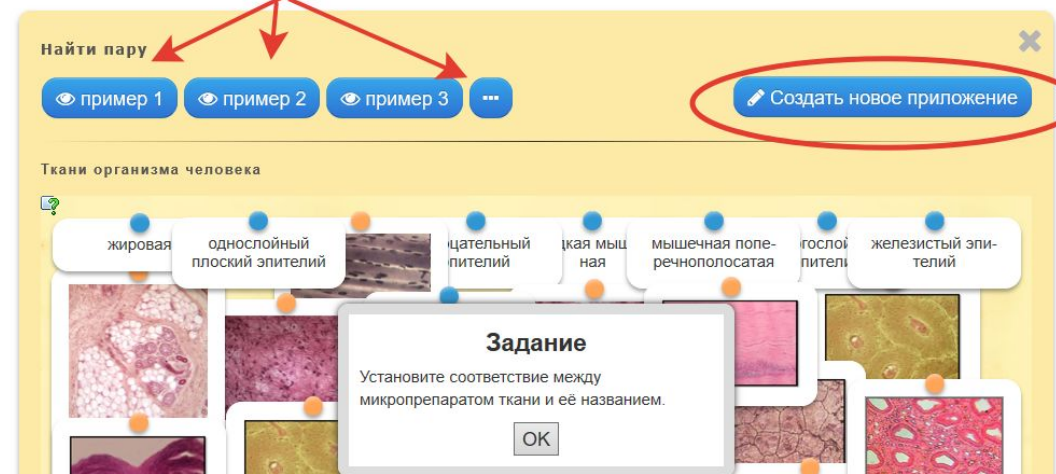 Найти пару
пример 1 пример 2 пример 3 ... Создать новое приложение
Ткани организма человека
жировая
однослойный
плоский эпителий
мышечная попе-
речнополосатая
железистый эпи-
телий
ная
Задание
Установите соответствие между
микропрепаратом ткани и её названием.
OK